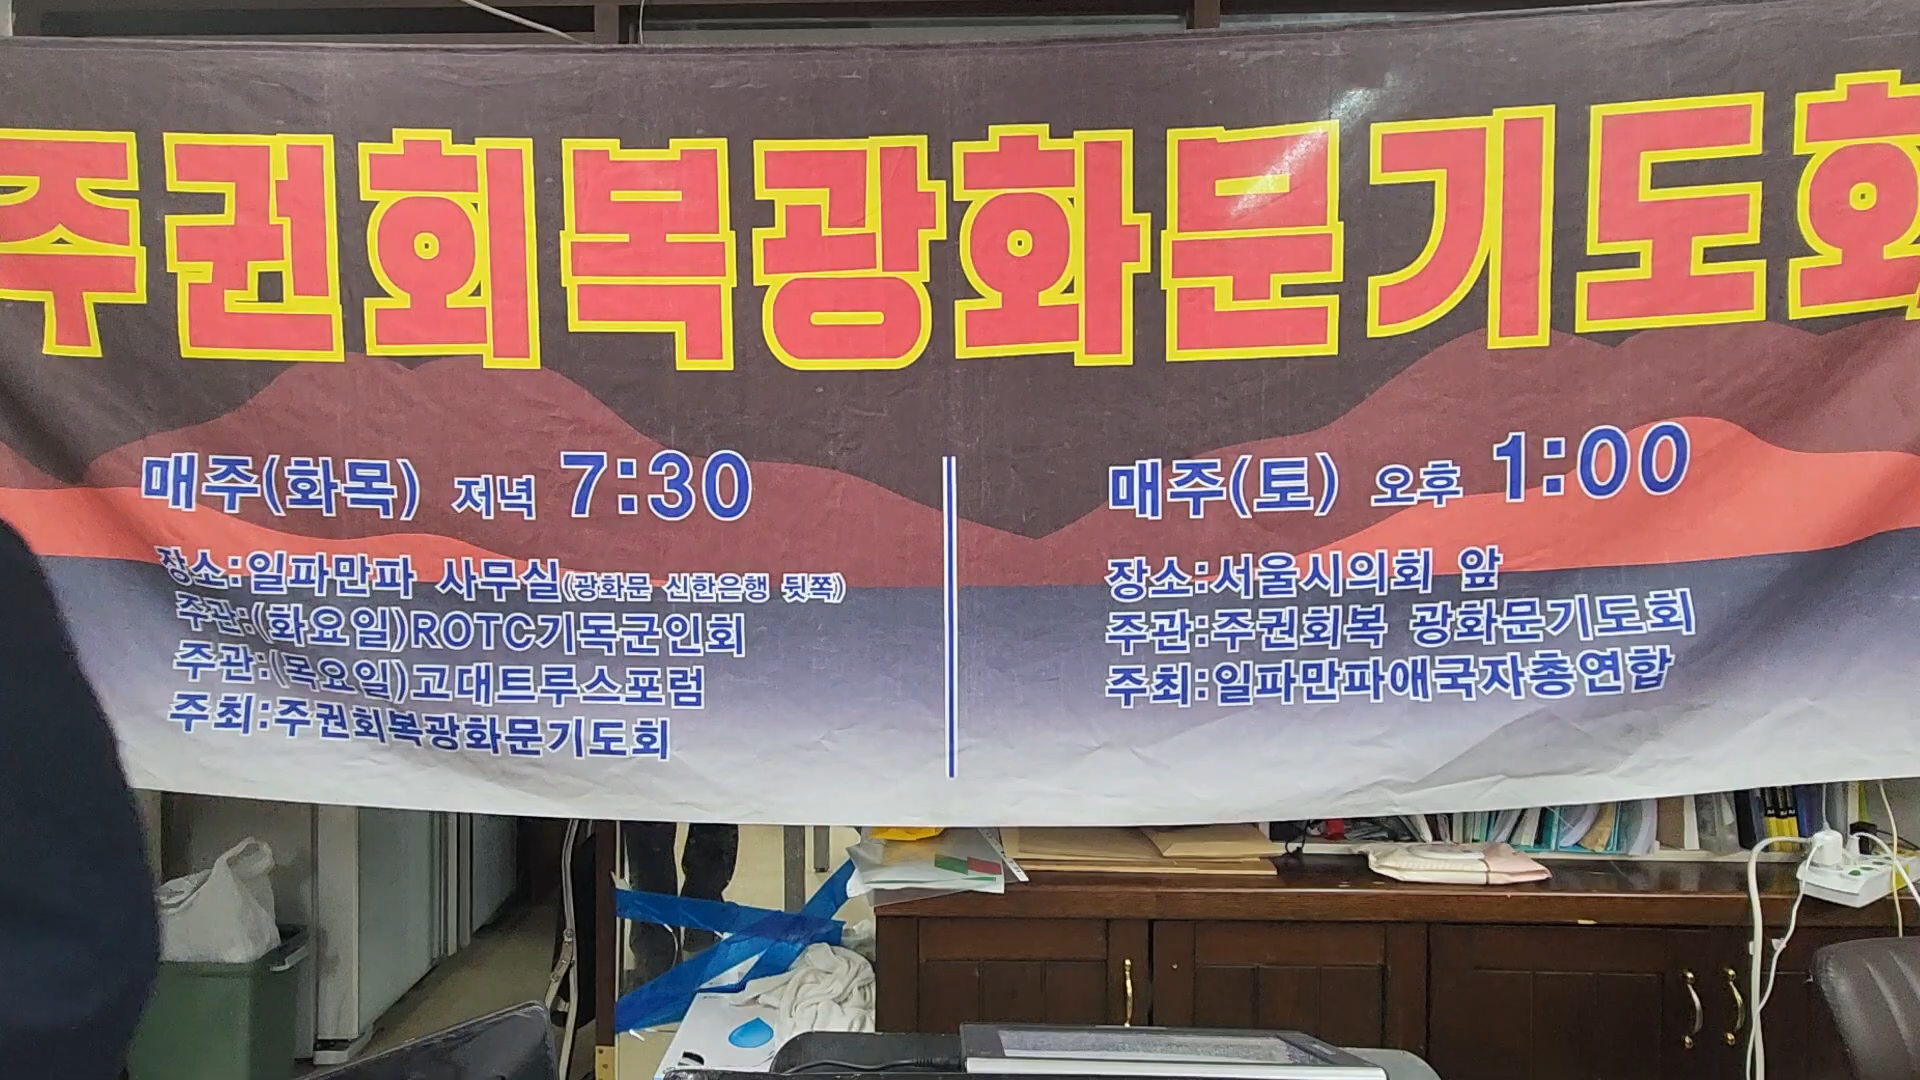 주권회복광화문기도회
매주(화목) 저녁 7:30
장소:일파만파 사무실(광화문 신한은행 뒷쪽)
주관:(화요일)ROTC기독군인회
주관:(목요일)고대트루스포럼
주최:주권회복광화문기도회
매주(토) 오후 1:00
장소:서울시의회 앞
주관:주권회복 광화문기도회
주최:일파만파애국자총연합